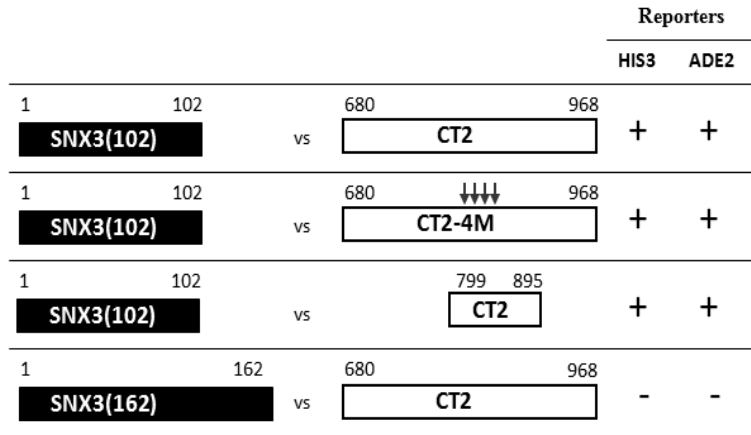 Reporters
HIS3 ADE2
1 102 680 968
SNX3(102) vs CT2 + +
1 102 680 968
SNX3(102) vs CT2-4M + +
1 102 799 895
SNX3(102) vs CT2 + +
1 162 680 968
SNX3(162) vs CT2 - -